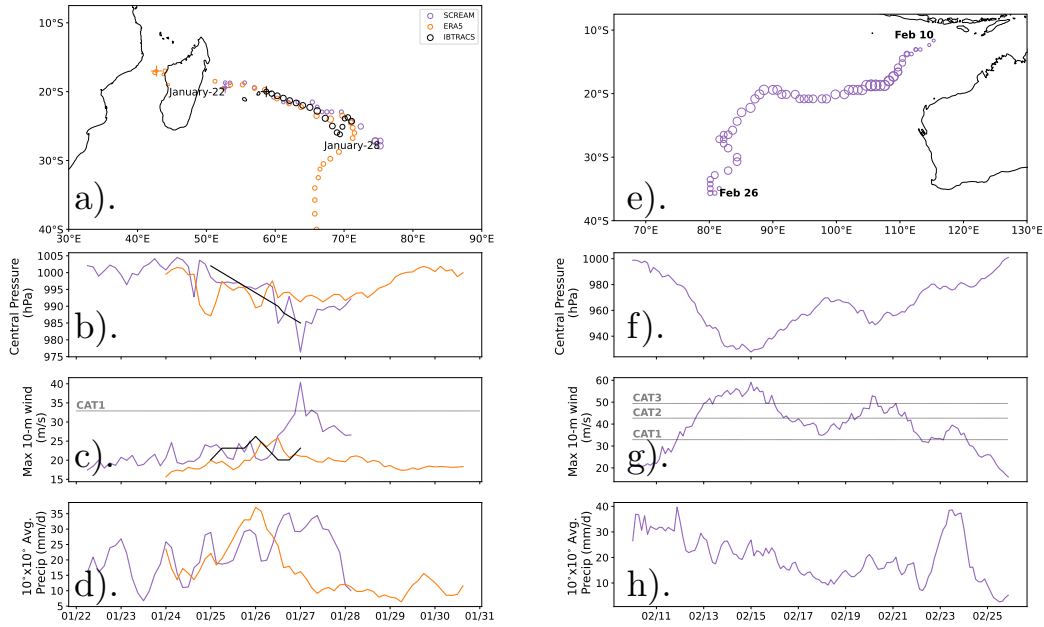 10°S
20°S
30°S
40°S
30°E 40°E 50°E 60°E 70°E 80°E 90°E
SCREAM
ERA5
IBTRACS
January-22
January-28
a).
Central Pressure
(hPa)
1005
1000
995
990
985
980
975
b).
Max 10-m wind
(m/s)
40
35
30
25
20
15
CAT1
c).
10°x10° Avg.
Precip (mm/d)
35
30
25
20
15
10
5
d).
01/22 01/23 01/24 01/25 01/26 01/27 01/28 01/29 01/30 01/31
10°S
20°S
30°S
40°S
70°E 80°E 90°E 100°E 110°E 120°E 130°E
Feb 10
Feb 26
e).
Central Pressure
(hPa)
1000
980
960
940
f).
Max 10-m wind
(m/s)
60
50
40
30
20
CAT3
CAT2
CAT1
g).
10°x10° Avg.
Precip (mm/d)
40
30
20
10
h).
02/11 02/13 02/15 02/17 02/19 02/21 02/23 02/25